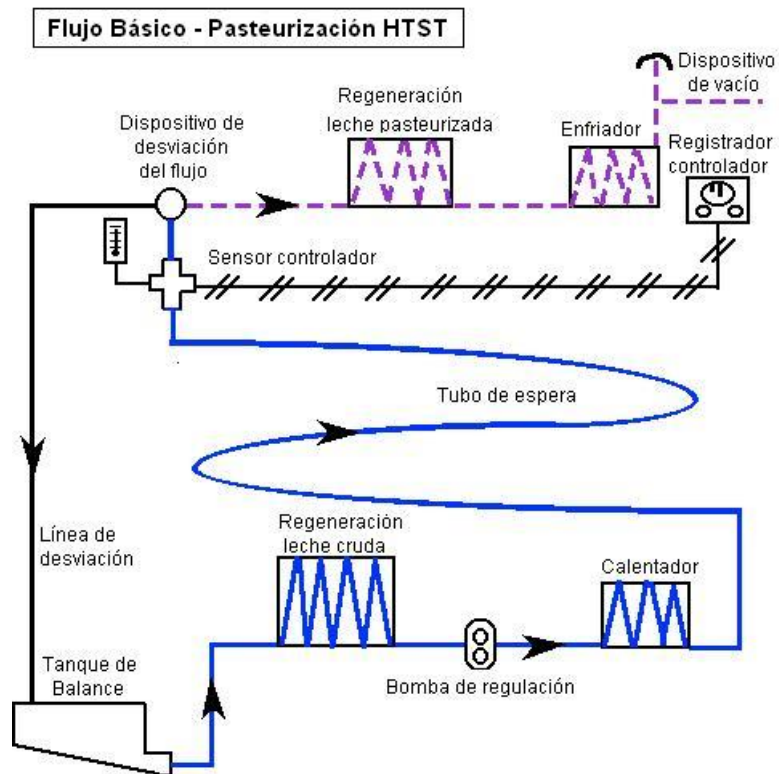 Flujo Básico - Pasteurización HTST
Dispositivo
de vacío
Regeneración
leche pasteurizada
Dispositivo de
desviación
del flujo
Enfriador
Registrador
controlador
Sensor controlador
Tubo de espera
Línea de
desviación
Regeneración
leche cruda
Calentador
Tanque de
Balance
Bomba de regulación